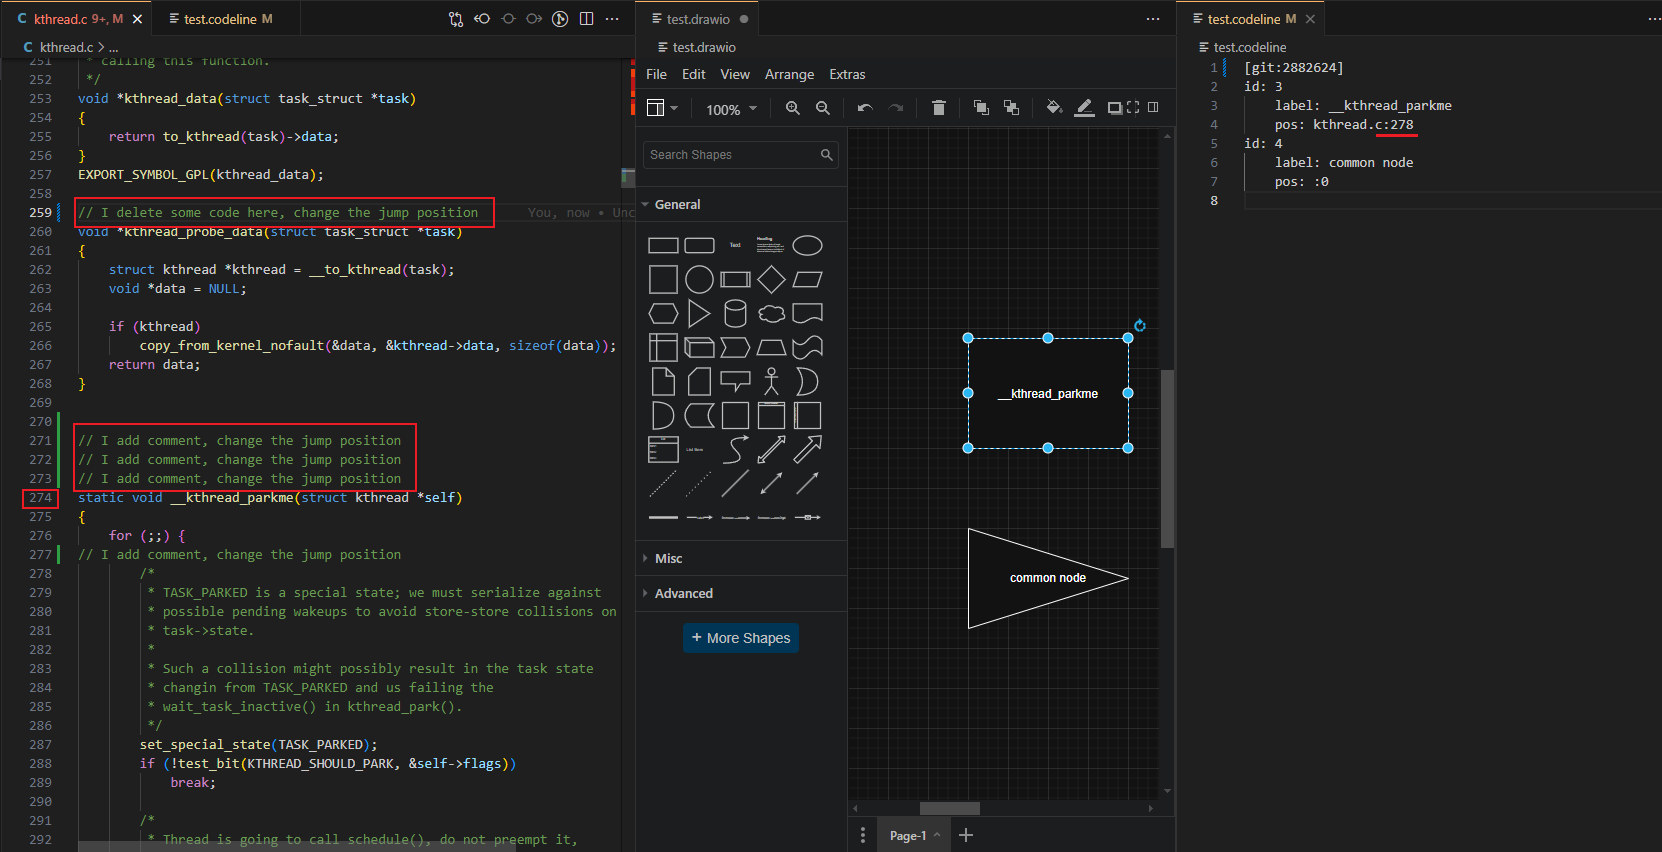 kthread.c 9+, M
test.codeline M
kthread.c > ...
251 * calling this function.
252 */
253 void *kthread_data(struct task_struct *task)
254 {
255 return to_kthread(task)->data;
256 }
257 EXPORT_SYMBOL_GPL(kthread_data);
258
259 // I delete some code here, change the jump position You, now • Unc
260 void *kthread_probe_data(struct task_struct *task)
261 {
262 struct kthread *kthread = __to_kthread(task);
263 void *data = NULL;
264
265 if (kthread)
266 copy_from_kernel_nofault(&data, &kthread->data, sizeof(data));
267 return data;
268 }
269
270
271 // I add comment, change the jump position
272 // I add comment, change the jump position
273 // I add comment, change the jump position
274 static void __kthread_parkme(struct kthread *self)
275 {
276 for (;;) {
277 // I add comment, change the jump position
278 /*
279 * TASK_PARKED is a special state; we must serialize against
280 * possible pending wakeups to avoid store-store collisions on
281 * task->state.
282 *
283 * Such a collision might possibly result in the task state
284 * changin from TASK_PARKED and us failing the
285 * wait_task_inactive() in kthread_park().
286 */
287 set_special_state(TASK_PARKED);
288 if (!test_bit(KTHREAD_SHOULD_PARK, &self->flags))
289 break;
290
291 /*
292 * Thread is going to call schedule(), do not preempt it,
test.drawio
test.drawio
File Edit View Arrange Extras
100%
Search Shapes
General
Text
Heading
List Item
Misc
Advanced
+ More Shapes
__kthread_parkme
common node
Page-1
test.codeline M
test.codeline
1 [git:2882624]
2 id: 3
3 label: __kthread_parkme
4 pos: kthread.c:278
5 id: 4
6 label: common node
7 pos: :0
8